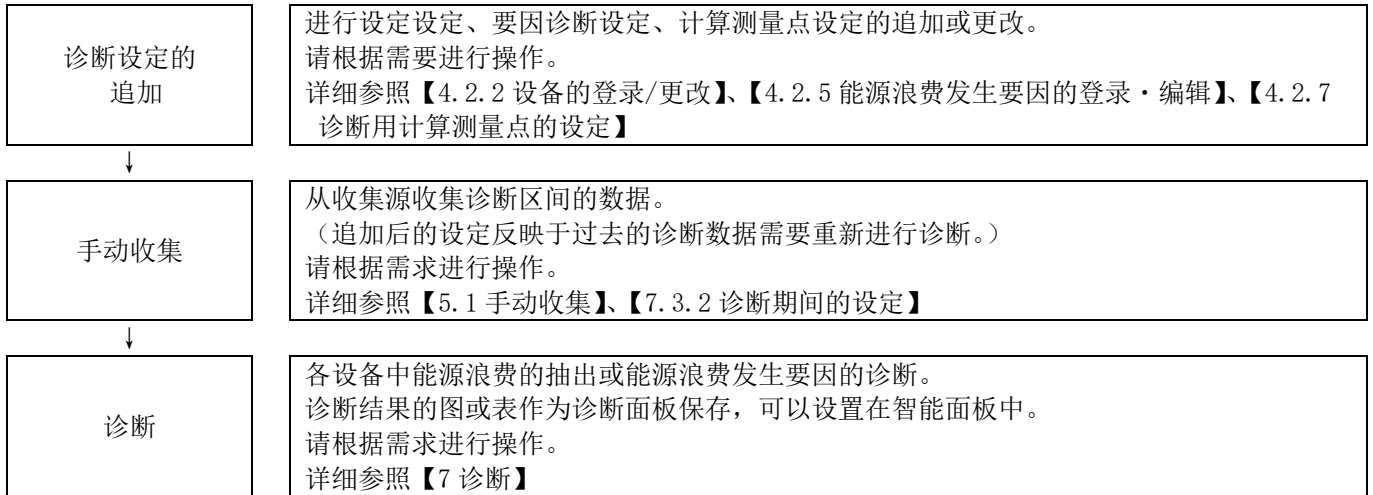 诊断设定的
追加
进行设定设定、要因诊断设定、计算测量点设定的追加或更改。
请根据需要进行操作。
详细参照【4.2.2 设备的登录/更改】、【4.2.5 能源浪费发生要因的登录・编辑】、【4.2.7
诊断用计算测量点的设定】
↓
手动收集
从收集源收集诊断区间的数据。
（追加后的设定反映于过去的诊断数据需要重新进行诊断。）
请根据需求进行操作。
详细参照【5.1 手动收集】、【7.3.2 诊断期间的设定】
↓
诊断
各设备中能源浪费的抽出或能源浪费发生要因的诊断。
诊断结果的图或表作为诊断面板保存，可以设置在智能面板中。
请根据需求进行操作。
详细参照【7 诊断】